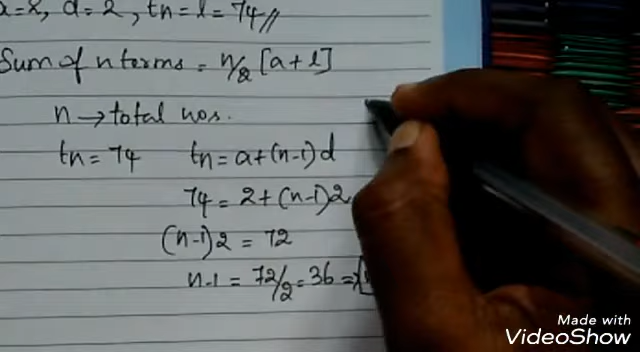 a=2, d=2, tn=l=74//
Sum of n terms = n/2 [a+l]
n → total nos.
tn = 74 tn = a+(n-1)d
74 = 2+(n-1)2
(n-1)2 = 72
n-1 = 72/2 = 36 ⇒
Made with
VideoShow